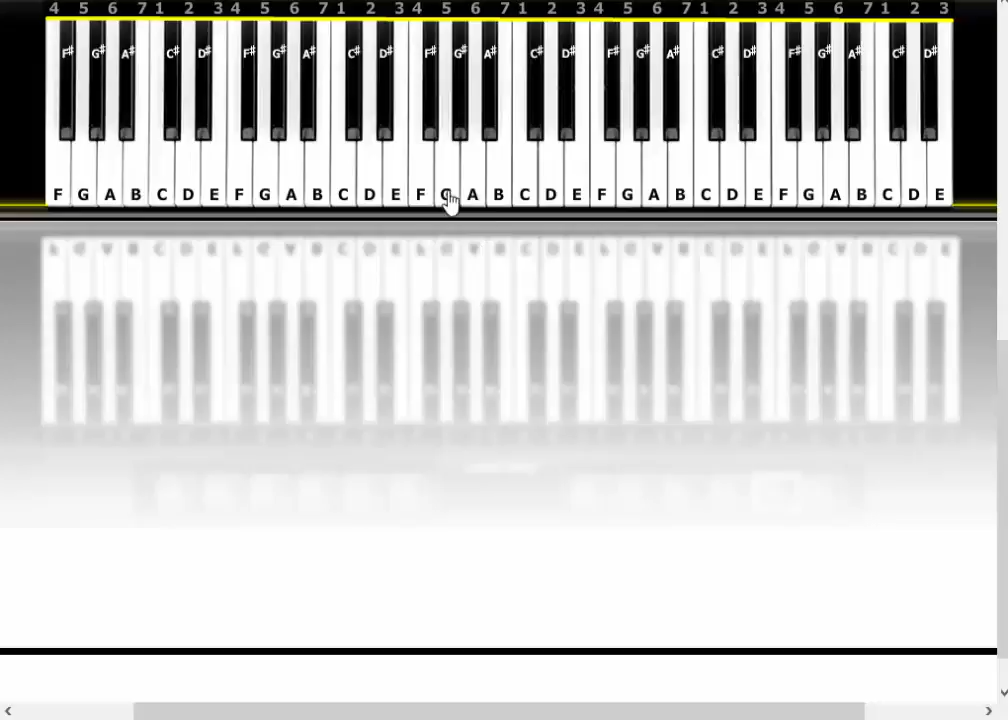 4 5 6 7 1 2 3 4 5 6 7 1 2 3 4 5 6 7 1 2 3 4 5 6 7 1 2 3 4 5 6 7 1 2 3
F# G# A# C# D# F# G# A# C# D# F# G# A# C# D# F# G# A# C# D# F# G# A# C# D#
F G A B C D E F G A B C D E F G A B C D E F G A B C D E F G A B C D E